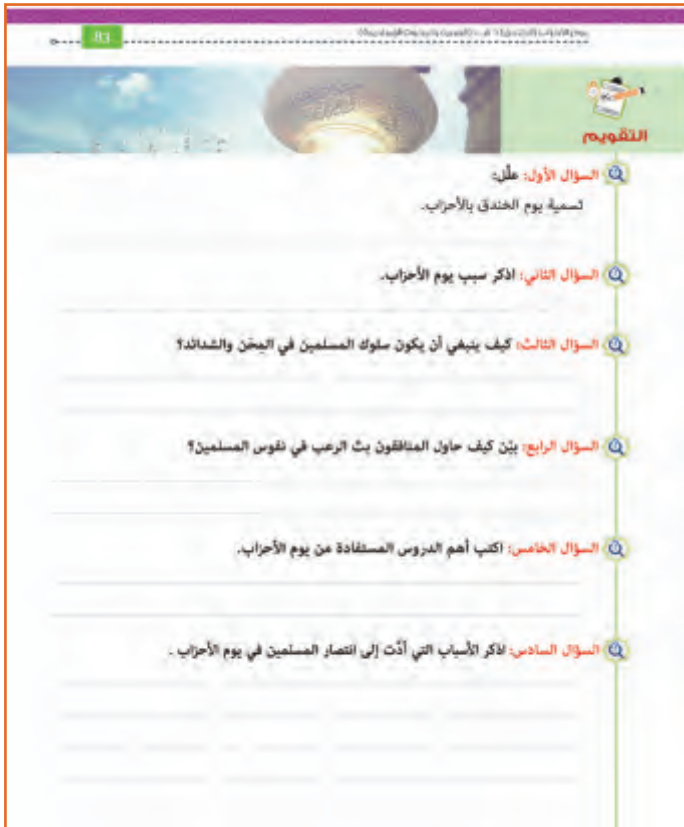 83
التقويم
السؤال الأول: علّل:
تسمية يوم الخندق بالأحزاب.
السؤال الثاني: اذكر سبب يوم الأحزاب.
السؤال الثالث: كيف ينبغي أن يكون سلوك المسلمين في المِحَن والشدائد؟
السؤال الرابع: بيّن كيف حاول المنافقون بث الرعب في نفوس المسلمين؟
السؤال الخامس: اكتب أهم الدروس المستفادة من يوم الأحزاب.
السؤال السادس: اذكر الأسباب التي أدّت إلى انتصار المسلمين في يوم الأحزاب .